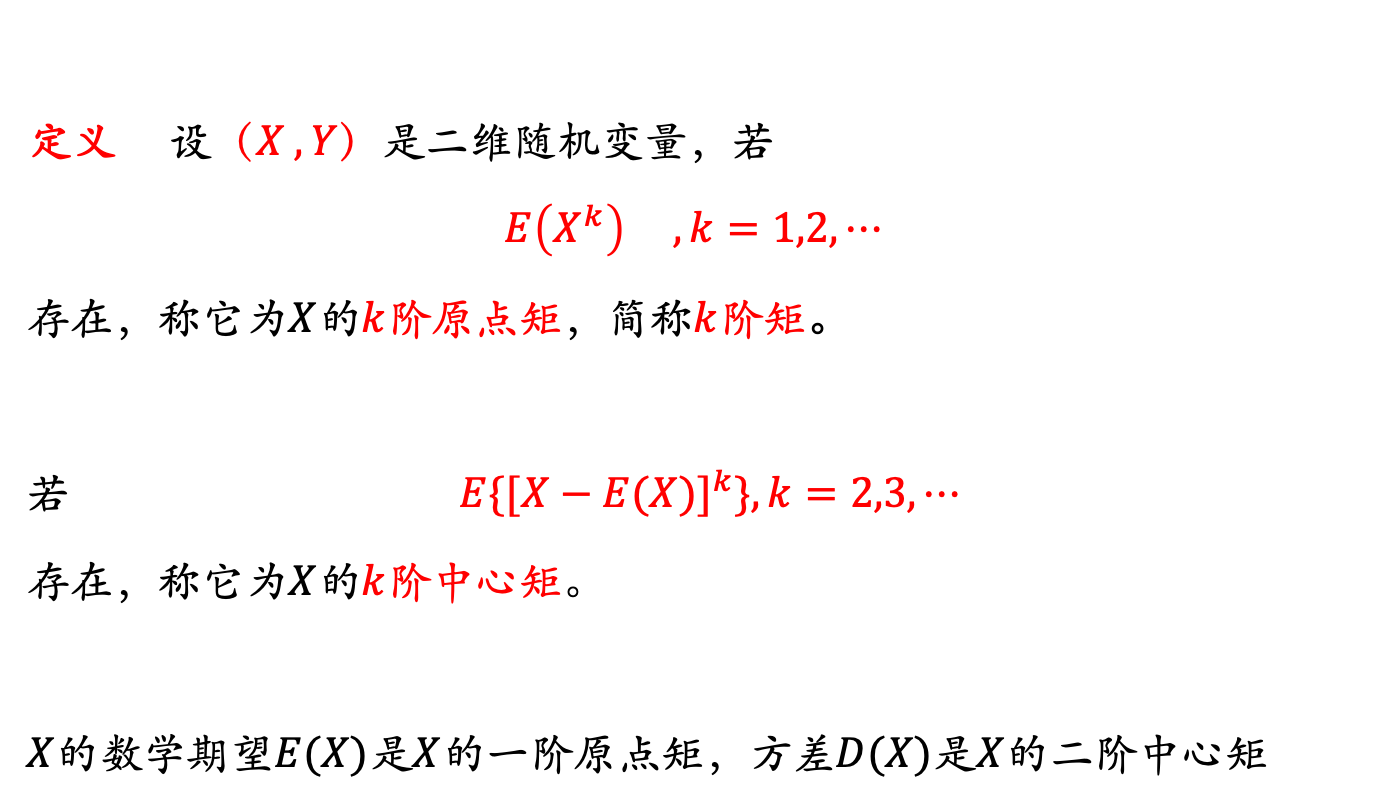 定义 设（X ,Y）是二维随机变量，若
E(X^k) , k = 1,2, ⋯
存在，称它为X的k阶原点矩，简称k阶矩。
若 E{[X − E(X)]^k}, k = 2,3, ⋯
存在，称它为X的k阶中心矩。
X的数学期望E(X)是X的一阶原点矩，方差D(X)是X的二阶中心矩